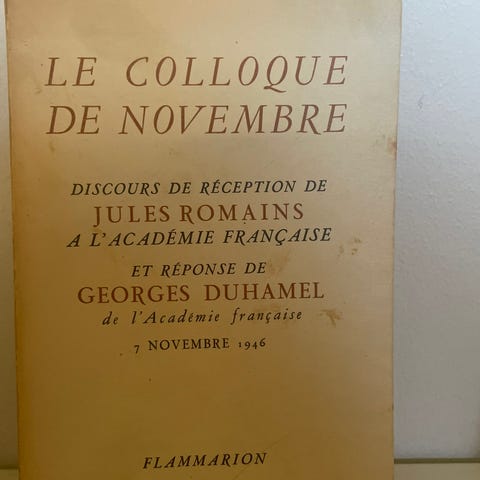 LE COLLOQUE
DE NOVEMBRE
DISCOURS DE RÉCEPTION DE
JULES ROMAINS
A L'ACADÉMIE FRANÇAISE
ET RÉPONSE DE
GEORGES DUHAMEL
de l'Académie française
7 NOVEMBRE 1946
FLAMMARION